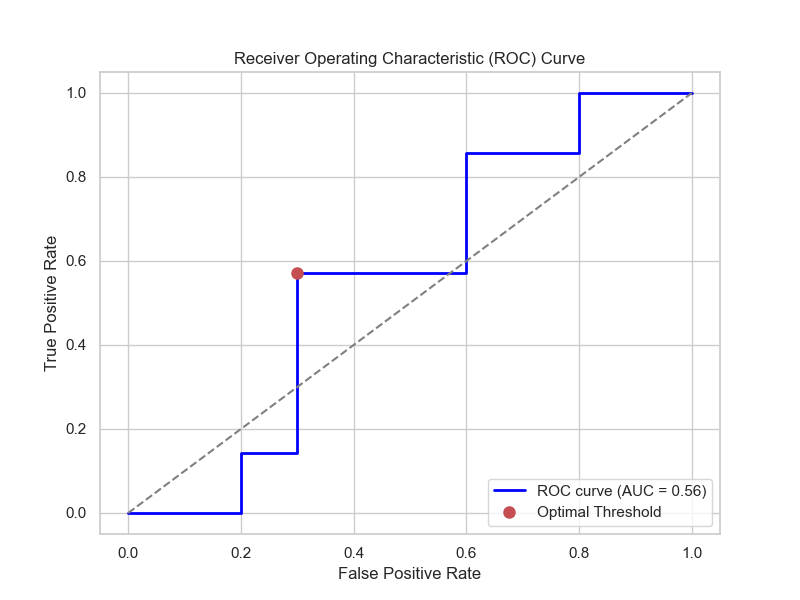 Receiver Operating Characteristic (ROC) Curve
1.0
0.8
0.6
0.4
0.2
0.0
True Positive Rate
0.0 0.2 0.4 0.6 0.8 1.0
False Positive Rate
ROC curve (AUC = 0.56)
Optimal Threshold